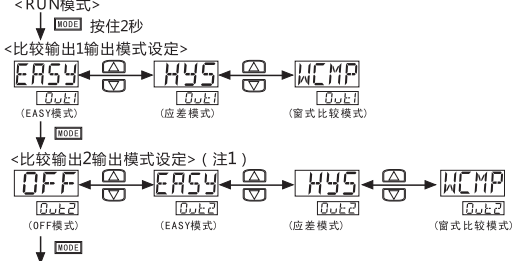 <RUN模式>
MODE 按住2秒
<比较输出1输出模式设定>
EASY HYS WCMP
Out1 Out1 Out1
(EASY模式) (应差模式) (窗式比较模式)
MODE
<比较输出2输出模式设定>(注1)
OFF EASY HYS WCMP
Out2 Out2 Out2 Out2
(OFF模式) (EASY模式) (应差模式) (窗式比较模式)
MODE